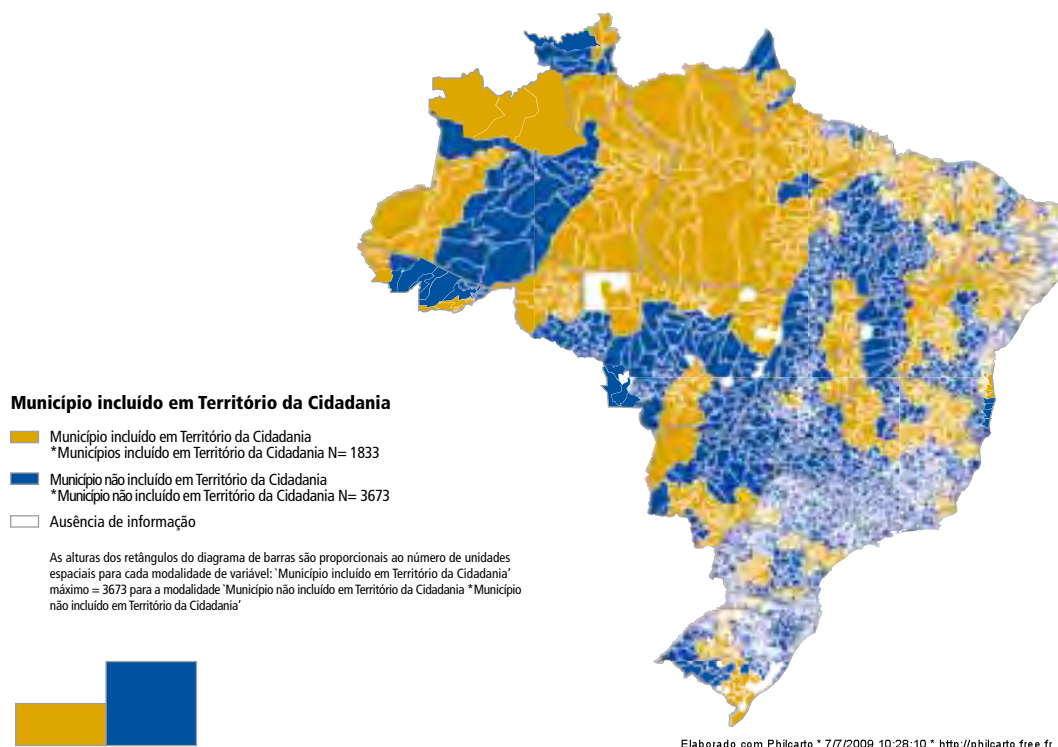 Município incluído em Território da Cidadania
Município incluído em Território da Cidadania
*Municípios incluído em Território da Cidadania N= 1833
Município não incluído em Território da Cidadania
*Município não incluído em Território da Cidadania N= 3673
Ausência de informação
As alturas dos retângulos do diagrama de barras são proporcionais ao número de unidades
espaciais para cada modalidade de variável: `Município incluído em Território da Cidadania’
máximo = 3673 para a modalidade `Município não incluído em Território da Cidadania *Município
não incluído em Território da Cidadania’
Elaborado com Philcarto * 7/7/2009 10:28:10 * http://philcarto.free.fr